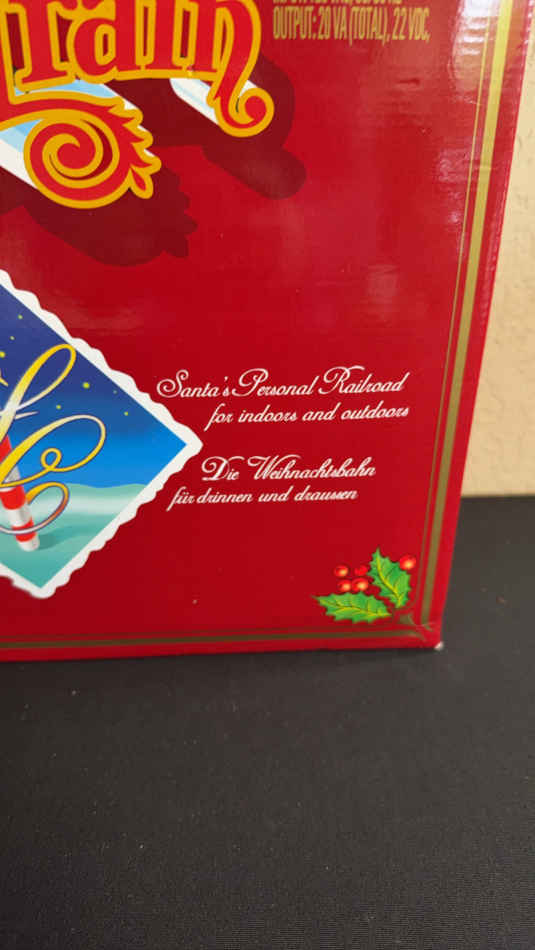 Train
OUTPUT: 20 VA (TOTAL), 22 VDC,
Santa's Personal Railroad
for indoors and outdoors
Die Weihnachtsbahn
für drinnen und draussen